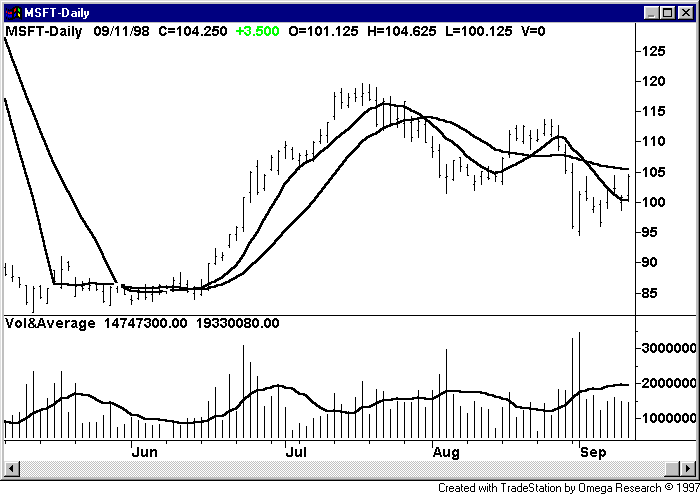 MSFT-Daily
MSFT-Daily 09/11/98 C=104.250 +3.500 O=101.125 H=104.625 L=100.125 V=0
125
120
115
110
105
100
95
90
85
Vol&Average 14747300.00 19330080.00
3000000
2000000
1000000
Jun Jul Aug Sep
Created with TradeStation by Omega Research © 1997